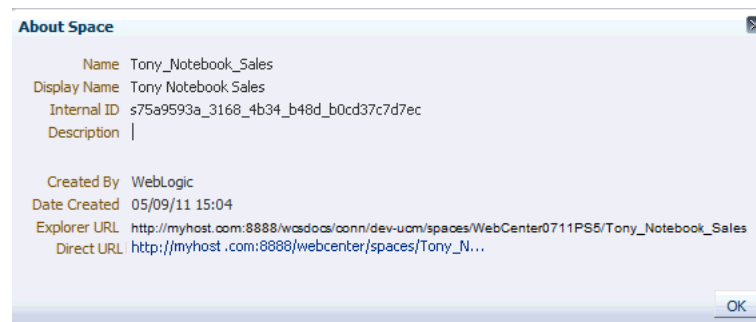 About Space
Name Tony_Notebook_Sales
Display Name Tony Notebook Sales
Internal ID s75a9593a_3168_4b34_b48d_b0cd37c7d7ec
Description
Created By WebLogic
Date Created 05/09/11 15:04
Explorer URL http://myhost.com:8888/wcsdocs/conn/dev-ucm/spaces/WebCenter0711PS5/Tony_Notebook_Sales
Direct URL http://myhost.com:8888/webcenter/spaces/Tony_N...
OK